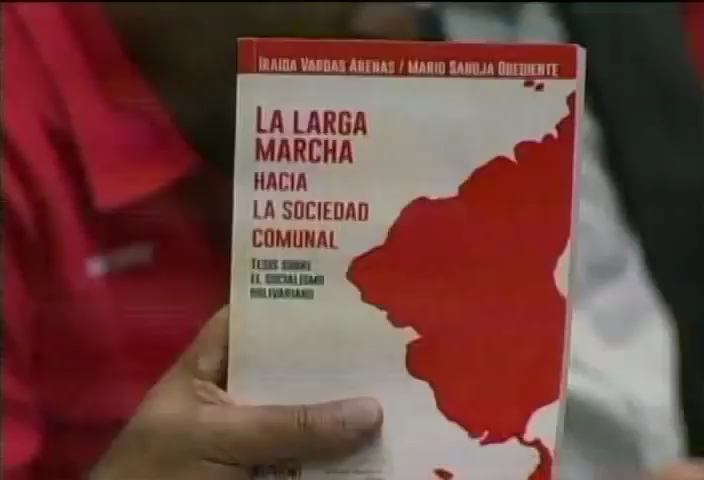 IRAIDA VARGAS ARENAS / MARIO SANOJA OBEDIENTE
LA LARGA
MARCHA
HACIA
LA SOCIEDAD
COMUNAL
TESIS SOBRE
EL SOCIALISMO
BOLIVARIANO